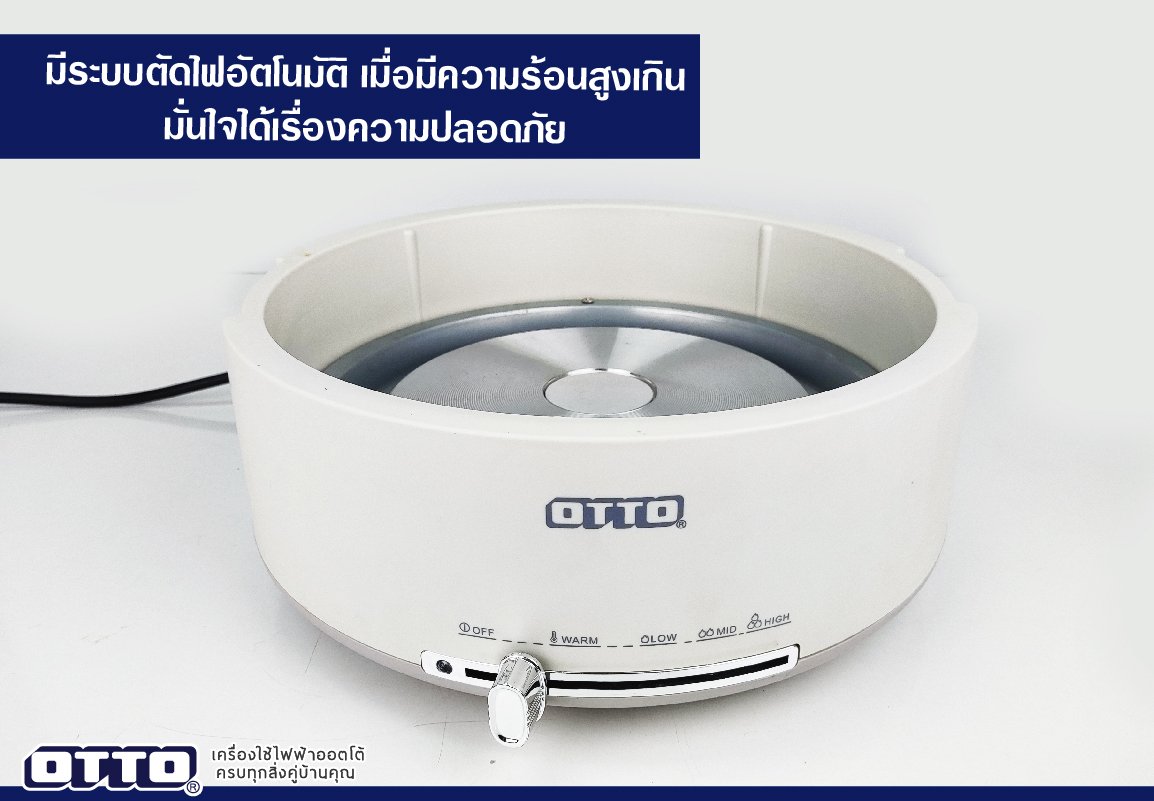 มีระบบตัดไฟอัตโนมัติ เมื่อมีความร้อนสูงเกิน
มั่นใจได้เรื่องความปลอดภัย
OTTO®
OFF WARM LOW MID HIGH
OTTO®
เครื่องใช้ไฟฟ้าออตโต้
ครบทุกสิ่งคู่บ้านคุณ